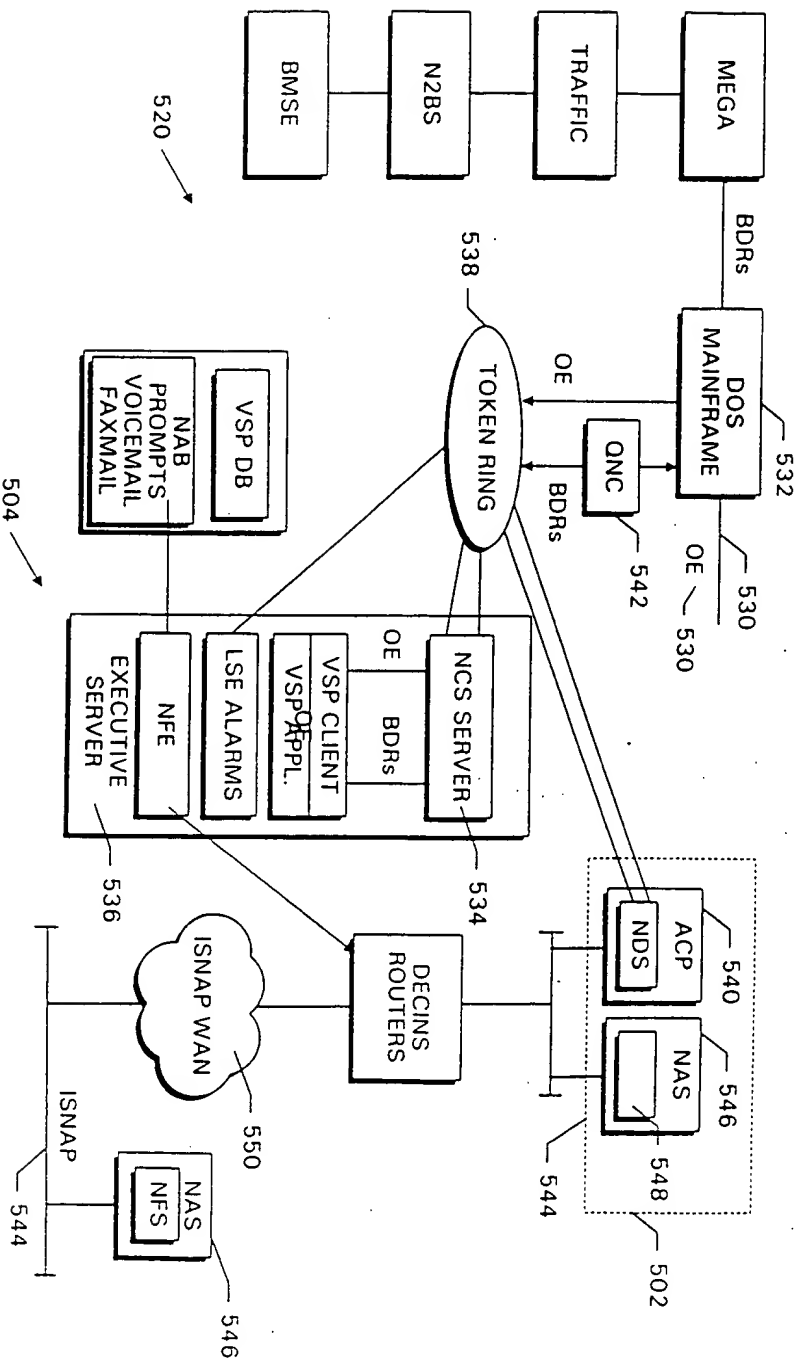 MEGA
TRAFFIC
N2BS
BMSE
520
BDRs
DOS
MAINFRAME
532
530
OE
530
OE
QNC
542
BDRs
538
TOKEN RING
VSP DB
NAB
PROMPTS
VOICEMAIL
FAXMAIL
504
NCS SERVER
534
OE
BDRs
VSP CLIENT
OE
VSP APPL.
LSE ALARMS
NFE
EXECUTIVE
SERVER
536
ACP
NDS
540
NAS
546
548
544
502
DECINS
ROUTERS
ISNAP WAN
550
ISNAP
544
NAS
NFS
546